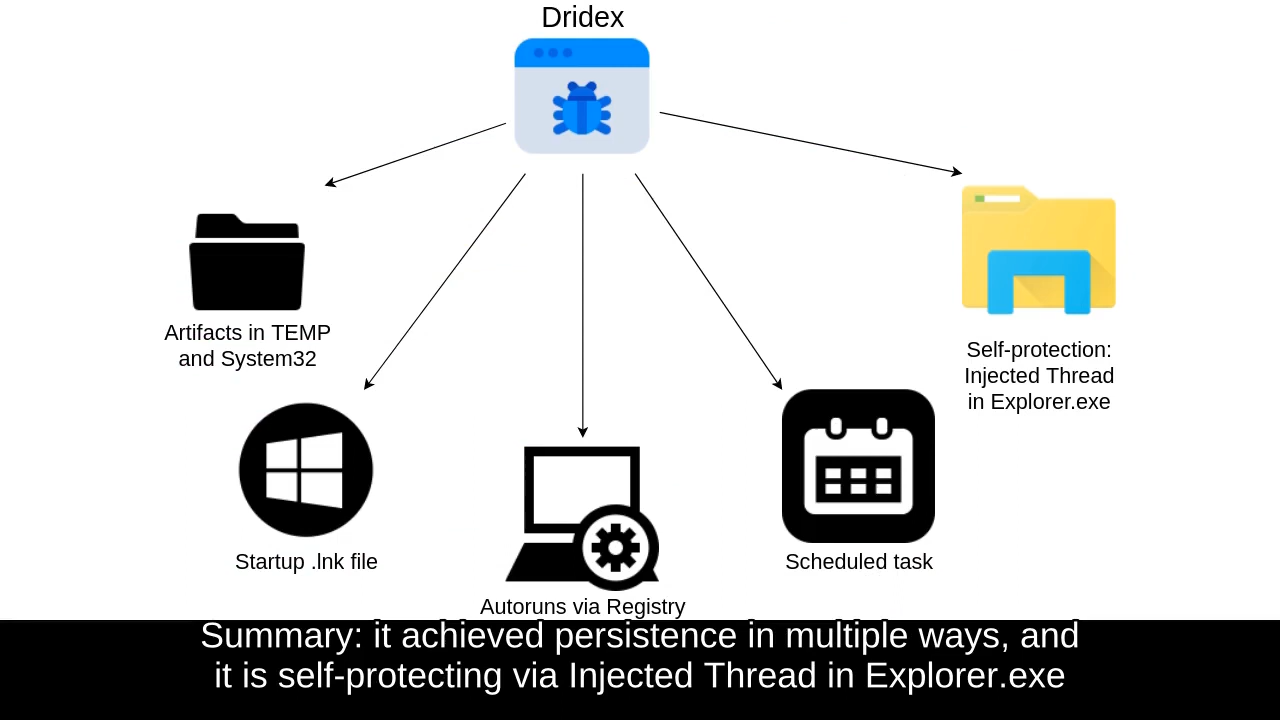 Dridex
Artifacts in TEMP
and System32
Self-protection:
Injected Thread
in Explorer.exe
Startup .lnk file
Scheduled task
Autoruns via Registry
Summary: it achieved persistence in multiple ways, and
it is self-protecting via Injected Thread in Explorer.exe